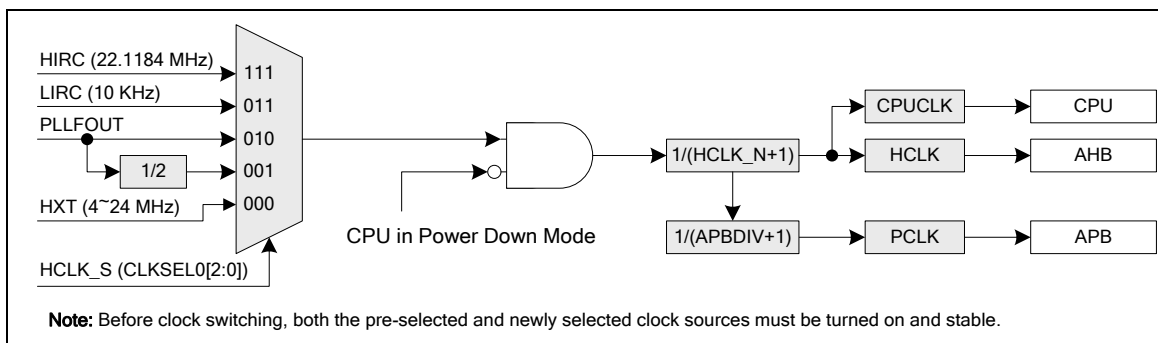 HIRC (22.1184 MHz)
111
LIRC (10 KHz)
011
PLLFOUT
010
1/2
001
HXT (4~24 MHz)
000
HCLK_S (CLKSEL0[2:0])
CPU in Power Down Mode
1/(HCLK_N+1)
1/(APBDIV+1)
CPUCLK
CPU
HCLK
AHB
PCLK
APB
Note: Before clock switching, both the pre-selected and newly selected clock sources must be turned on and stable.